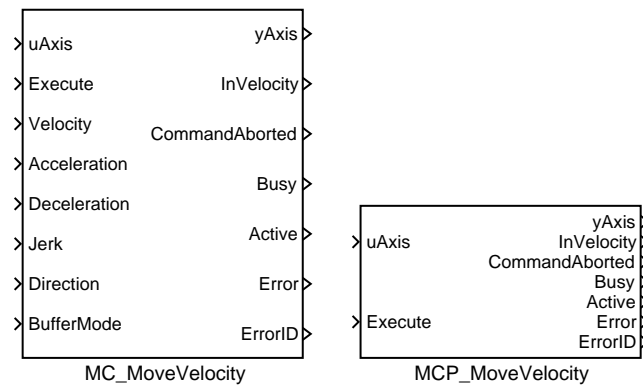 uAxis
Execute
Velocity
Acceleration
Deceleration
Jerk
Direction
BufferMode
yAxis
InVelocity
CommandAborted
Busy
Active
Error
ErrorID
MC_MoveVelocity
uAxis
Execute
yAxis
InVelocity
CommandAborted
Busy
Active
Error
ErrorID
MCP_MoveVelocity